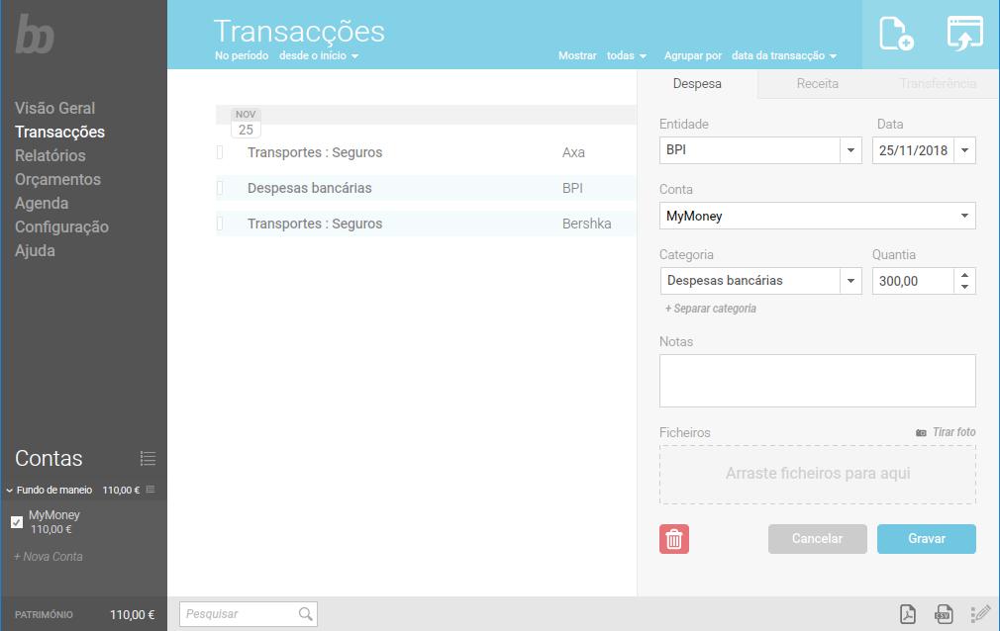 bp
Transacções
No período desde o início
Mostrar todas Agrupar por data da transacção
Visão Geral
Transacções
Relatórios
Orçamentos
Agenda
Configuração
Ajuda
Contas
Fundo de maneio 110,00 €
MyMoney
110,00 €
+ Nova Conta
PATRIMÓNIO 110,00 €
NOV
25
Transportes : Seguros Axa
Despesas bancárias BPI
Transportes : Seguros Bershka
Pesquisar
Despesa Receita Transferência
Entidade Data
BPI 25/11/2018
Conta
MyMoney
Categoria Quantia
Despesas bancárias 300,00
+ Separar categoria
Notas
Ficheiros Tirar foto
Arraste ficheiros para aqui
Cancelar Gravar
CSV